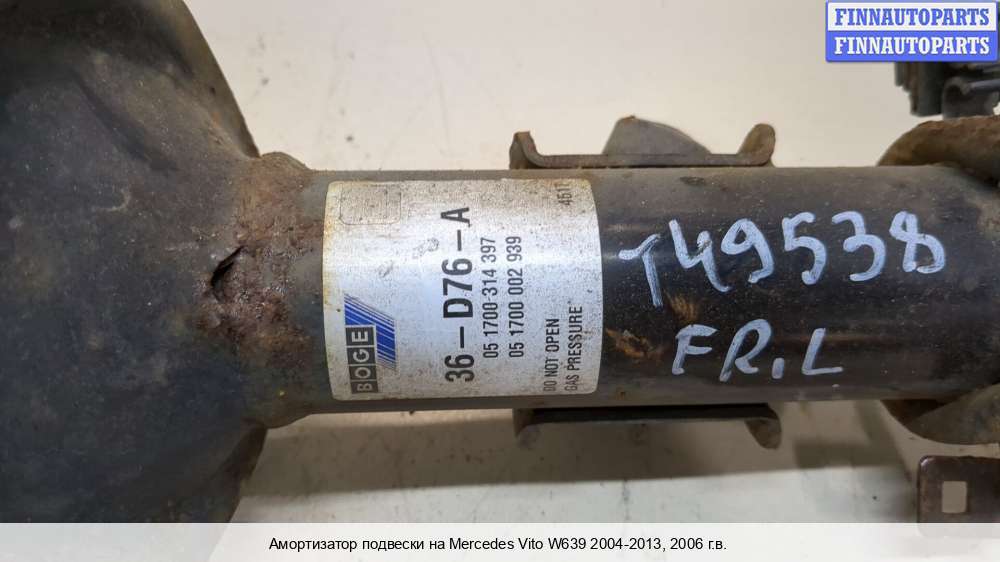 FINNAUTOPARTS
FINNAUTOPARTS
BOGE
36-D76-A
05 1700 314 397
05 1700 002 939
DO NOT OPEN
GAS PRESSURE
4517
T49538
FR.L
Амортизатор подвески на Mercedes Vito W639 2004-2013, 2006 г.в.